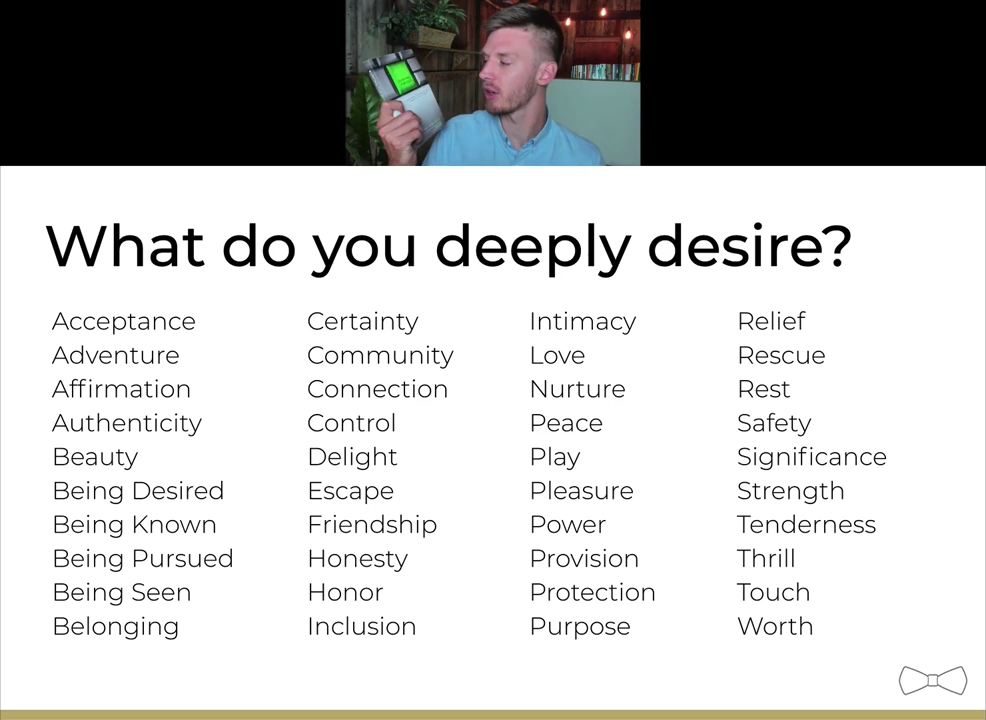 What do you deeply desire?
Acceptance
Adventure
Affirmation
Authenticity
Beauty
Being Desired
Being Known
Being Pursued
Being Seen
Belonging
Certainty
Community
Connection
Control
Delight
Escape
Friendship
Honesty
Honor
Inclusion
Intimacy
Love
Nurture
Peace
Play
Pleasure
Power
Provision
Protection
Purpose
Relief
Rescue
Rest
Safety
Significance
Strength
Tenderness
Thrill
Touch
Worth